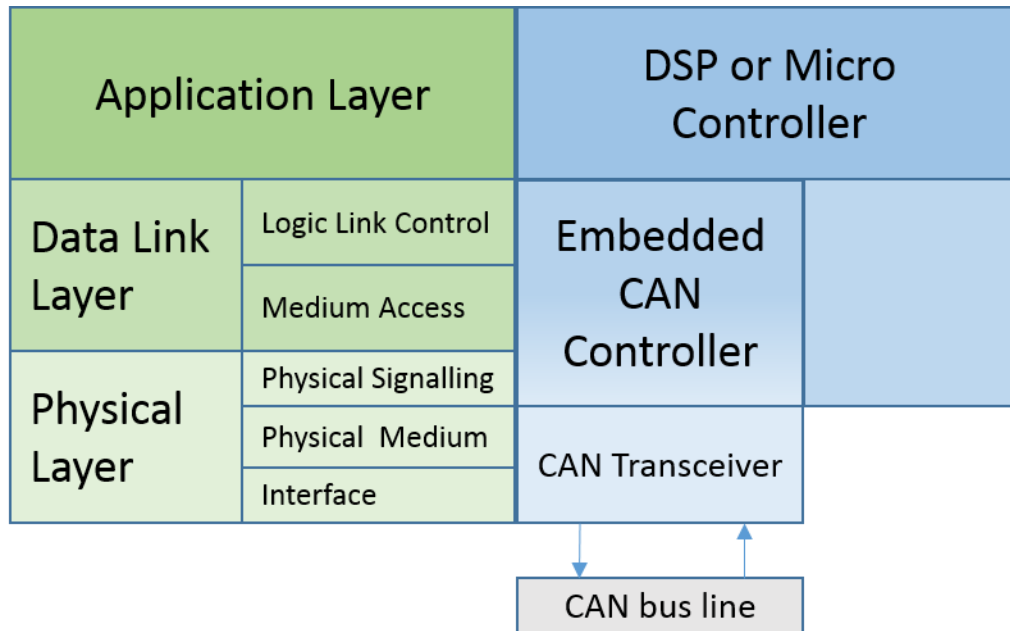 Application Layer
DSP or Micro
Controller
Data Link
Layer
Logic Link Control
Medium Access
Embedded
CAN
Controller
Physical
Layer
Physical Signalling
Physical Medium
Interface
CAN Transceiver
CAN bus line